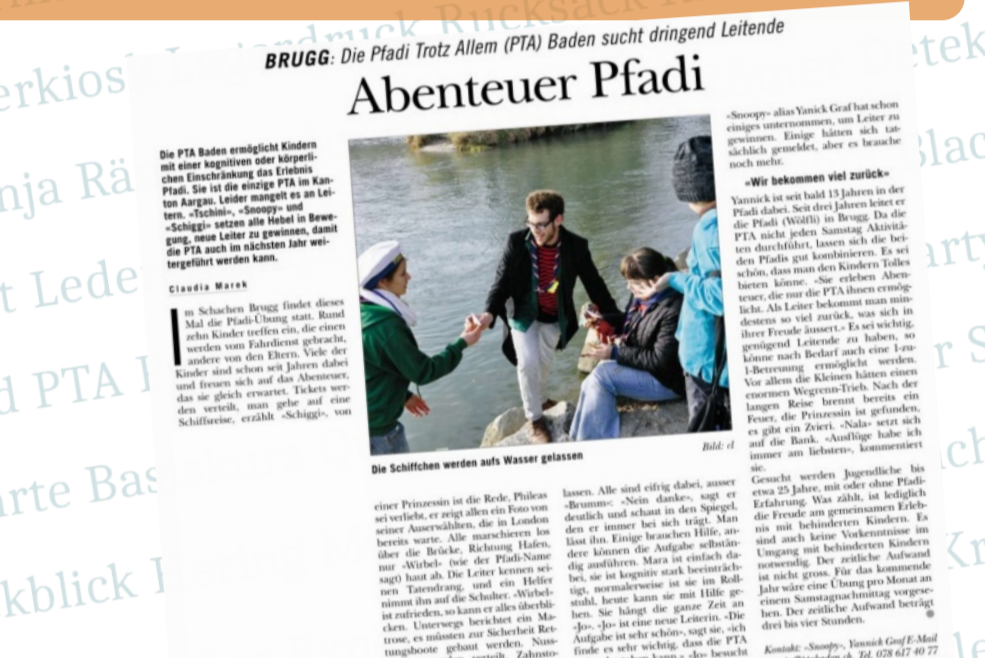 BRUGG: Die Pfadi Trotz Allem (PTA) Baden sucht dringend Leitende
Abenteuer Pfadi
Die PTA Baden ermöglicht Kindern
mit einer kognitiven oder körperli-
chen Einschränkung das Erlebnis
Pfadi. Sie ist die einzige PTA im Kan-
ton Aargau. Leider mangelt es an Lei-
tern. «Tschini», «Snoopy» und
«Schiggi» setzen alle Hebel in Bewe-
gung, neue Leiter zu gewinnen, damit
die PTA auch im nächsten Jahr wei-
tergeführt werden kann.
Claudia Marek
Im Schachen Brugg findet dieses
Mal die Pfadi-Übung statt. Rund
zehn Kinder treffen ein, die einen
werden vom Fahrdienst gebracht,
andere von den Eltern. Viele der
Kinder sind schon seit Jahren dabei
und freuen sich auf das Abenteuer,
das sie gleich erwartet. Tickets wer-
den verteilt, man gehe auf eine
Schiffsreise, erzählt «Schiggi», von
Bild: cl
Die Schiffchen werden aufs Wasser gelassen
einer Prinzessin ist die Rede, Phileas
sei verliebt, er zeigt allen ein Foto von
seiner Auserwählten, die in London
bereits warte. Alle marschieren los
über die Brücke, Richtung Hafen,
nur «Wirbel» (wie der Pfadi-Name
sagt) haut ab. Die Leiter kennen sei-
nen Tatendrang, und ein Helfer
nimmt ihn auf die Schulter. «Wirbel»
ist zufrieden, so kann er alles überbli-
cken. Unterwegs berichtet ein Ma-
trose, es müssten zur Sicherheit Ret-
tungsboote gebaut werden. Nuss-
verteilt, Zahnsto-
lassen. Alle sind eifrig dabei, ausser
«Brumm»: «Nein danke», sagt er
deutlich und schaut in den Spiegel,
den er immer bei sich trägt. Man
lässt ihn. Einige brauchen Hilfe, an-
dere können die Aufgabe selbstän-
dig ausführen. Mara ist einfach da-
bei, sie ist kognitiv stark beeinträch-
tigt, normalerweise ist sie im Roll-
stuhl, heute kann sie mit Hilfe ge-
hen. Sie hängt die ganze Zeit an
«Jo». «Jo» ist eine neue Leiterin. «Die
Aufgabe ist sehr schön», sagt sie, «ich
finde es sehr wichtig, dass die PTA
kann.» «Jo» besucht
«Snoopy» alias Yanick Graf hat schon
einiges unternommen, um Leiter zu
gewinnen. Einige hätten sich tat-
sächlich gemeldet, aber es brauche
noch mehr.
«Wir bekommen viel zurück»
Yannick ist seit bald 13 Jahren in der
Pfadi dabei. Seit drei Jahren leitet er
die Pfadi (Wölfli) in Brugg. Da die
PTA nicht jeden Samstag Aktivitä-
ten durchführt, lassen sich die bei-
den Pfadis gut kombinieren. Es sei
schön, dass man den Kindern Tolles
bieten könne. «Sie erleben Aben-
teuer, die nur die PTA ihnen ermög-
licht. Als Leiter bekommt man min-
destens so viel zurück, was sich in
ihrer Freude äussert.» Es sei wichtig,
genügend Leitende zu haben, so
könne nach Bedarf auch eine 1-zu-
1-Betreuung ermöglicht werden.
Vor allem die Kleinen hätten einen
enormen Wegrenn-Trieb. Nach der
langen Reise brennt bereits ein
Feuer, die Prinzessin ist gefunden,
es gibt ein Zvieri. «Nala» setzt sich
auf die Bank. «Ausflüge habe ich
immer am liebsten», kommentiert
sie.
Gesucht werden Jugendliche bis
etwa 25 Jahre, mit oder ohne Pfadi-
Erfahrung. Was zählt, ist lediglich
die Freude am gemeinsamen Erleb-
nis mit behinderten Kindern. Es
sind auch keine Vorkenntnisse im
Umgang mit behinderten Kindern
notwendig. Der zeitliche Aufwand
ist nicht gross. Für das kommende
Jahr wäre eine Übung pro Monat an
einem Samstagnachmittag vorgese-
hen. Der zeitliche Aufwand beträgt
drei bis vier Stunden.
Kontakt: «Snoopy», Yannick Graf E-Mail
Tel. 078 617 40 77